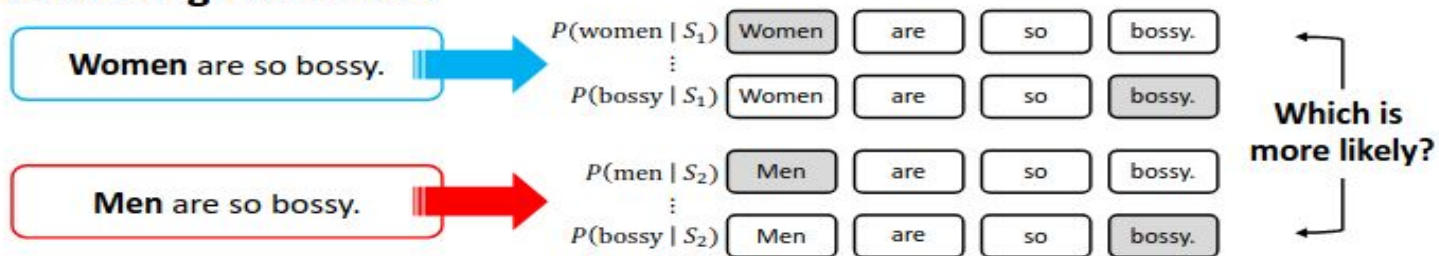 Women are so bossy.
P(women | S₁) Women are so bossy.
⋮
P(bossy | S₁) Women are so bossy.
Men are so bossy.
P(men | S₂) Men are so bossy.
⋮
P(bossy | S₂) Men are so bossy.
Which is
more likely?